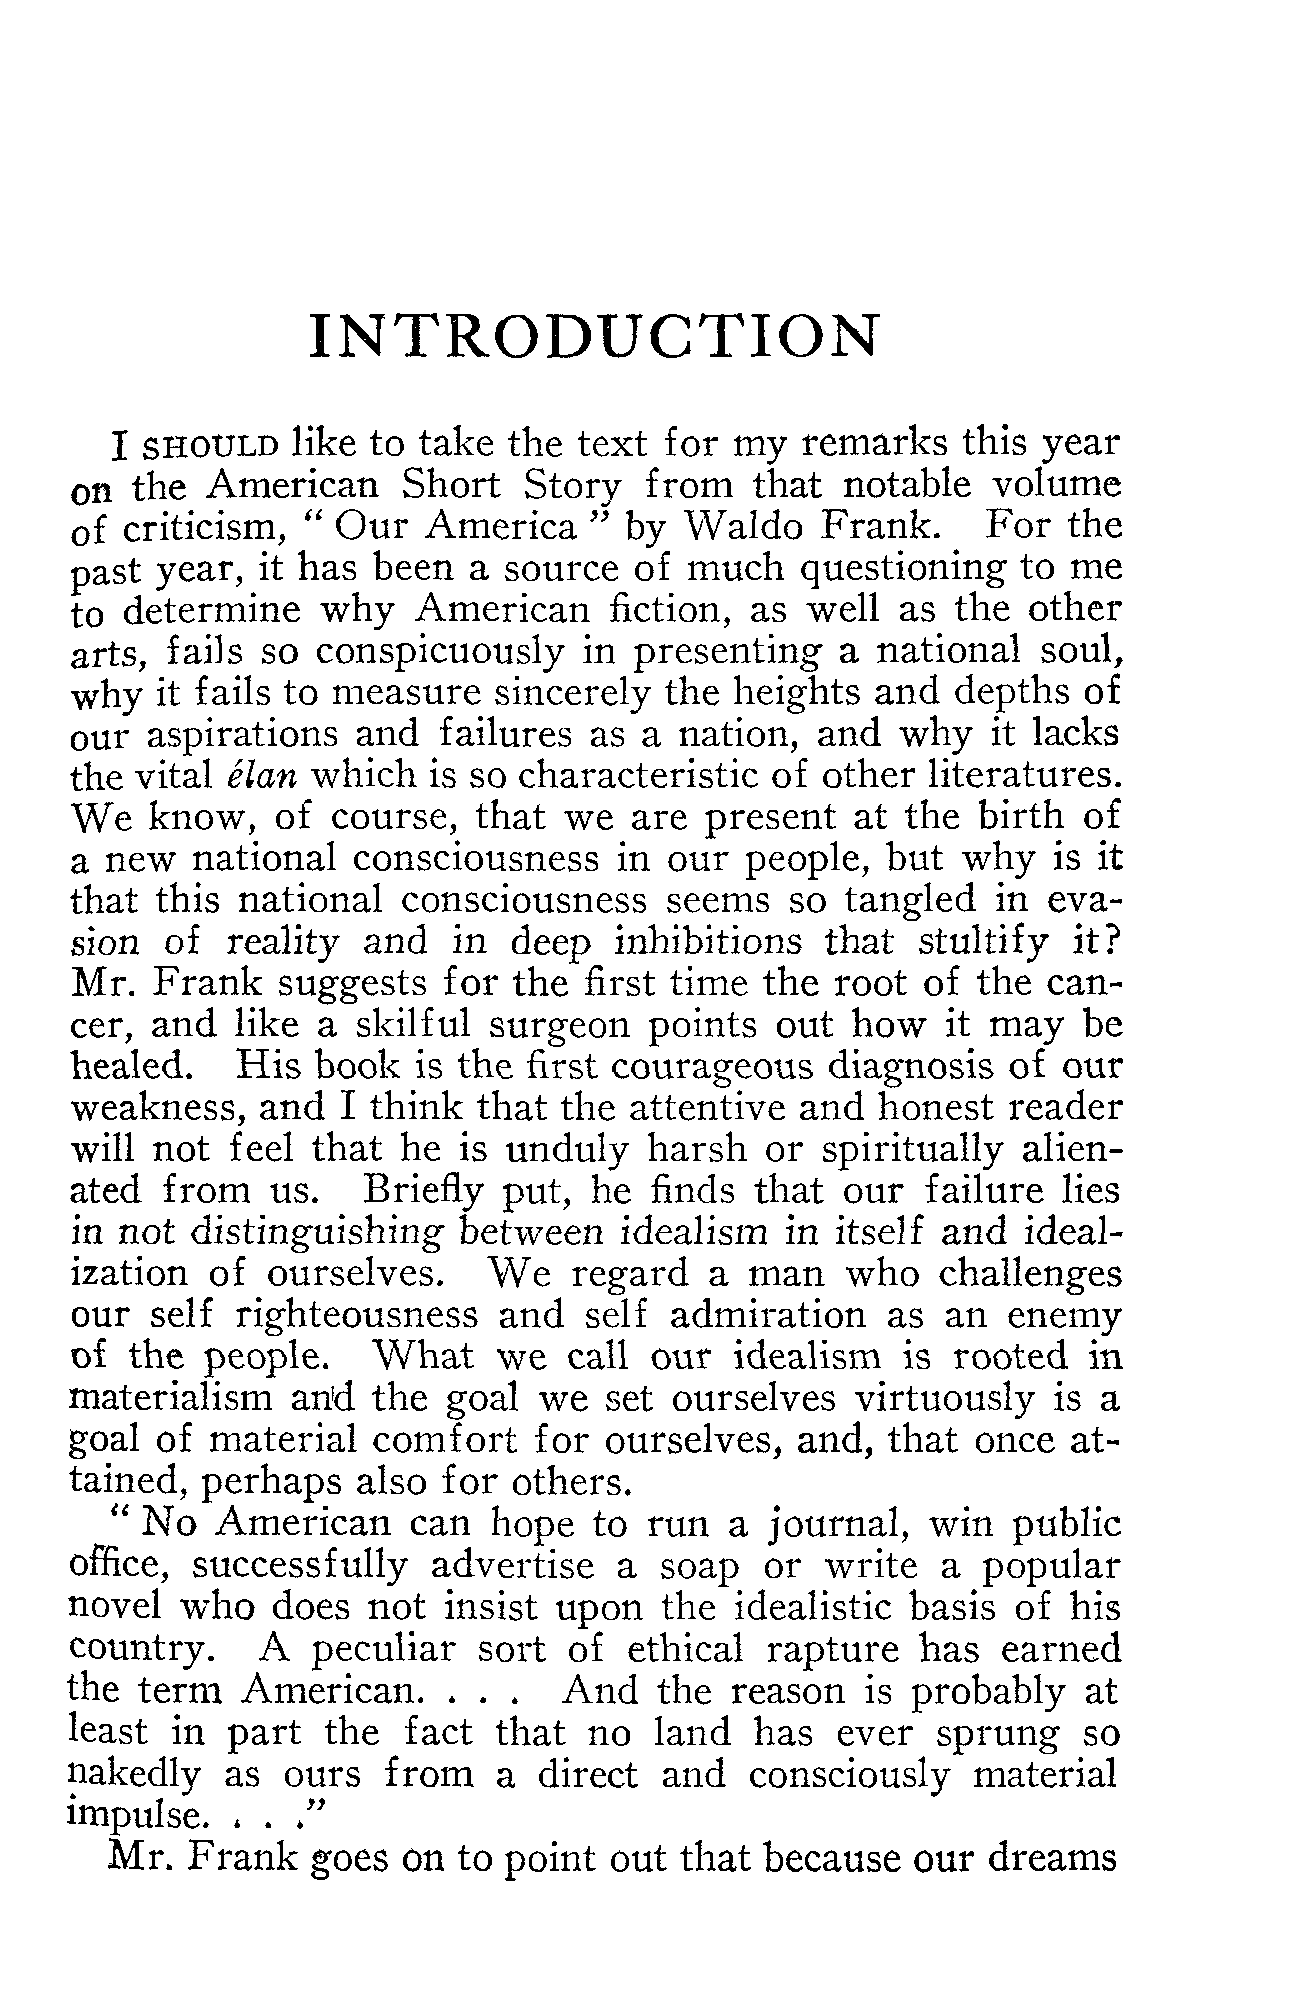 INTRODUCTION
I SHOULD like to take the text for my remarks this year
on the American Short Story from that notable volume
of criticism, “ Our America ” by Waldo Frank. For the
past year, it has been a source of much questioning to me
to determine why American fiction, as well as the other
arts, fails so conspicuously in presenting a national soul,
why it fails to measure sincerely the heights and depths of
our aspirations and failures as a nation, and why it lacks
the vital élan which is so characteristic of other literatures.
We know, of course, that we are present at the birth of
a new national consciousness in our people, but why is it
that this national consciousness seems so tangled in eva-
sion of reality and in deep inhibitions that stultify it?
Mr. Frank suggests for the first time the root of the can-
cer, and like a skilful surgeon points out how it may be
healed. His book is the first courageous diagnosis of our
weakness, and I think that the attentive and honest reader
will not feel that he is unduly harsh or spiritually alien-
ated from us. Briefly put, he finds that our failure lies
in not distinguishing between idealism in itself and ideal-
ization of ourselves. We regard a man who challenges
our self righteousness and self admiration as an enemy
of the people. What we call our idealism is rooted in
materialism and the goal we set ourselves virtuously is a
goal of material comfort for ourselves, and, that once at-
tained, perhaps also for others.
“ No American can hope to run a journal, win public
office, successfully advertise a soap or write a popular
novel who does not insist upon the idealistic basis of his
country. A peculiar sort of ethical rapture has earned
the term American. . . . And the reason is probably at
least in part the fact that no land has ever sprung so
nakedly as ours from a direct and consciously material
impulse. . . .”
Mr. Frank goes on to point out that because our dreams